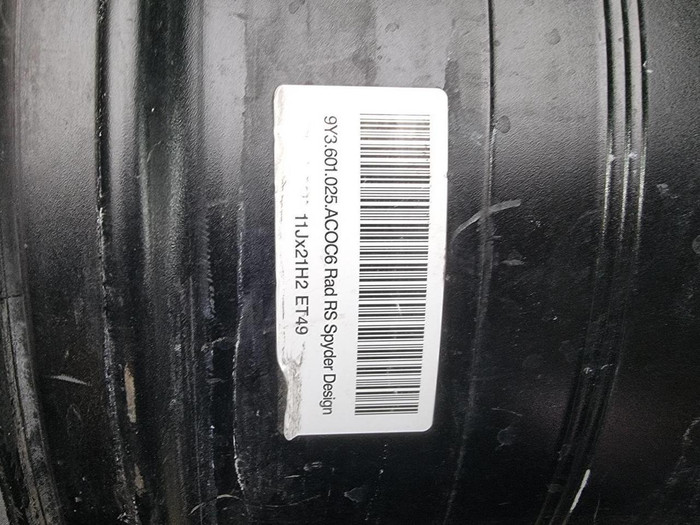 9Y3.601.025.ACOC6 Rad RS Spyder Design
11Jx21H2 ET49